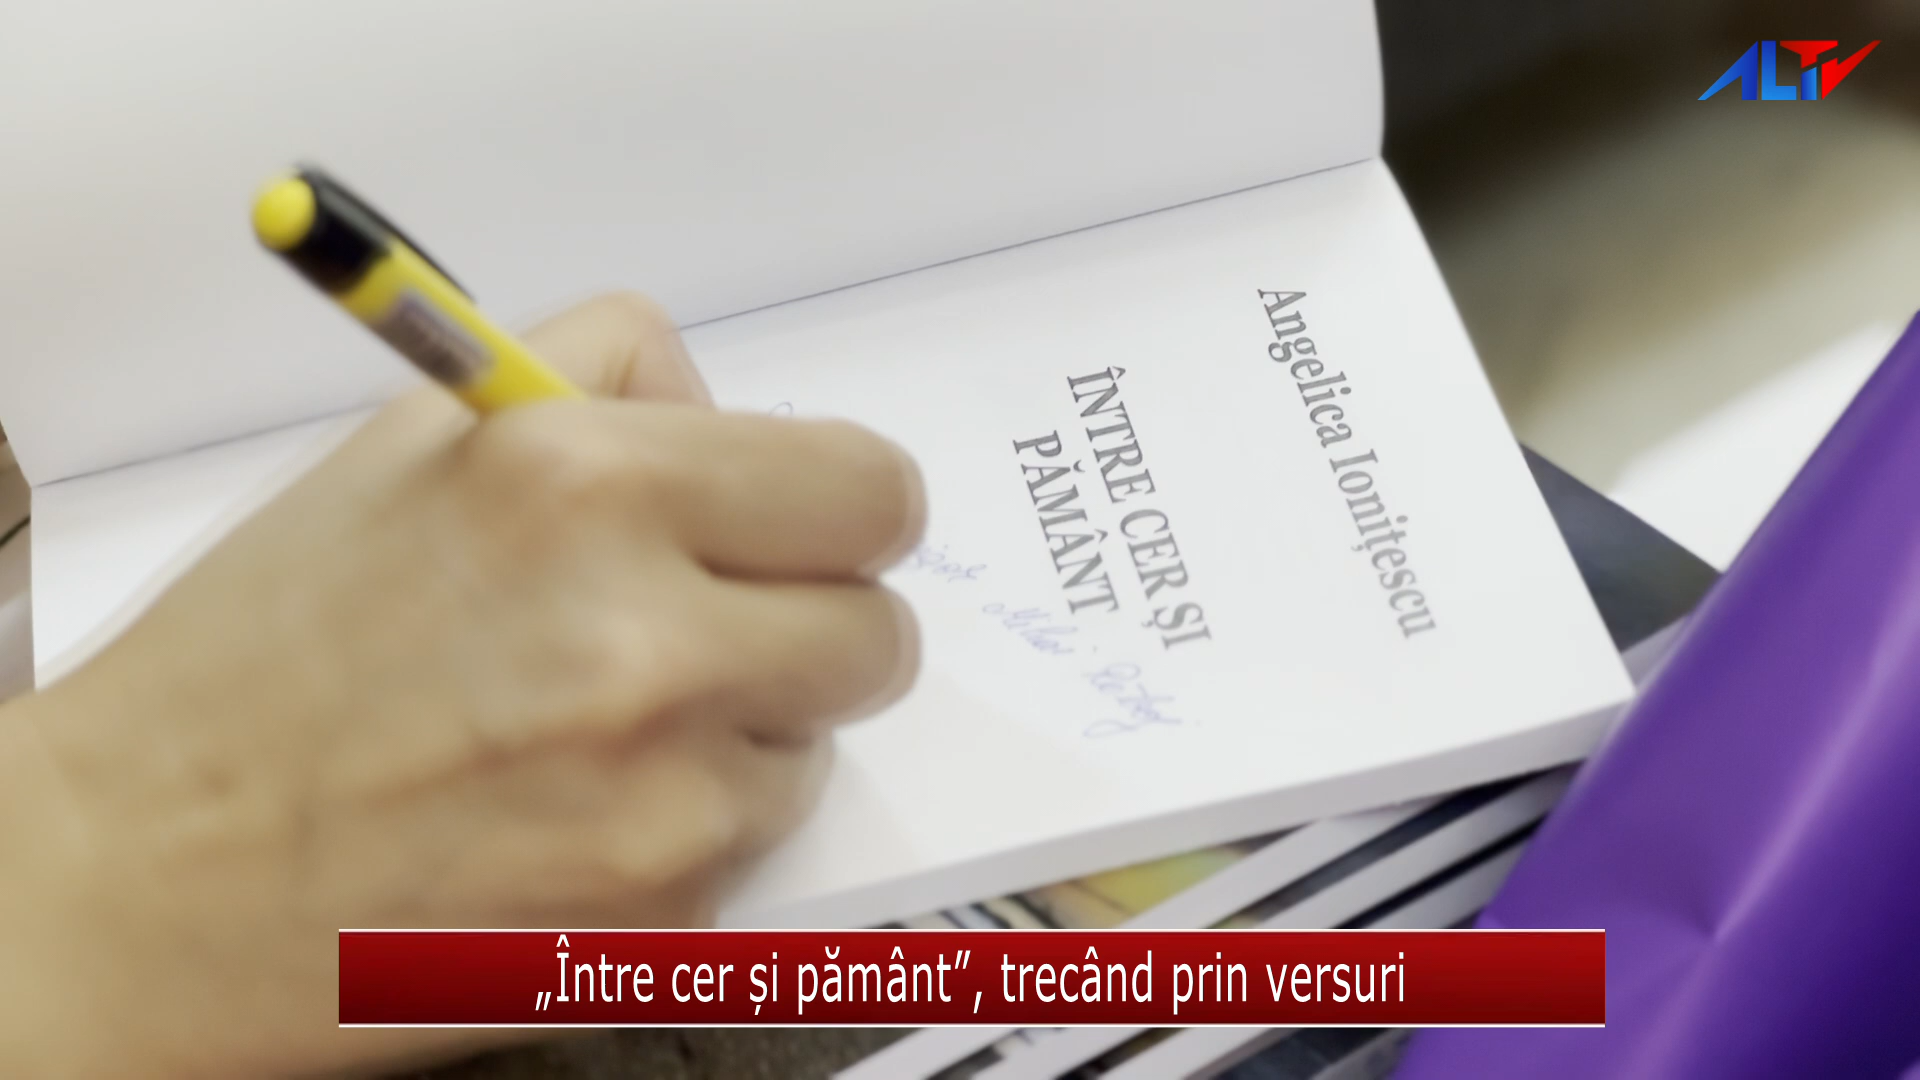 ALTV
Angelica Ionițescu
ÎNTRE CER ȘI
PĂMÂNT
„Între cer și pământ”, trecând prin versuri